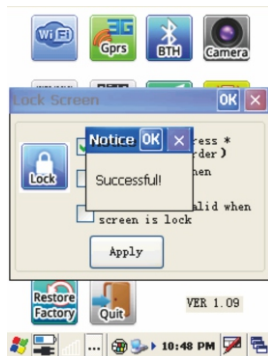 WiFi
3G
Gprs
BTH
Camera
Lock Screen OK ×
Notice OK ×
Successful!
Lock
ress *
rder)
hen
alid when
screen is lock
Apply
Restore
Factory
Quit
VER 1.09
... 10:48 PM